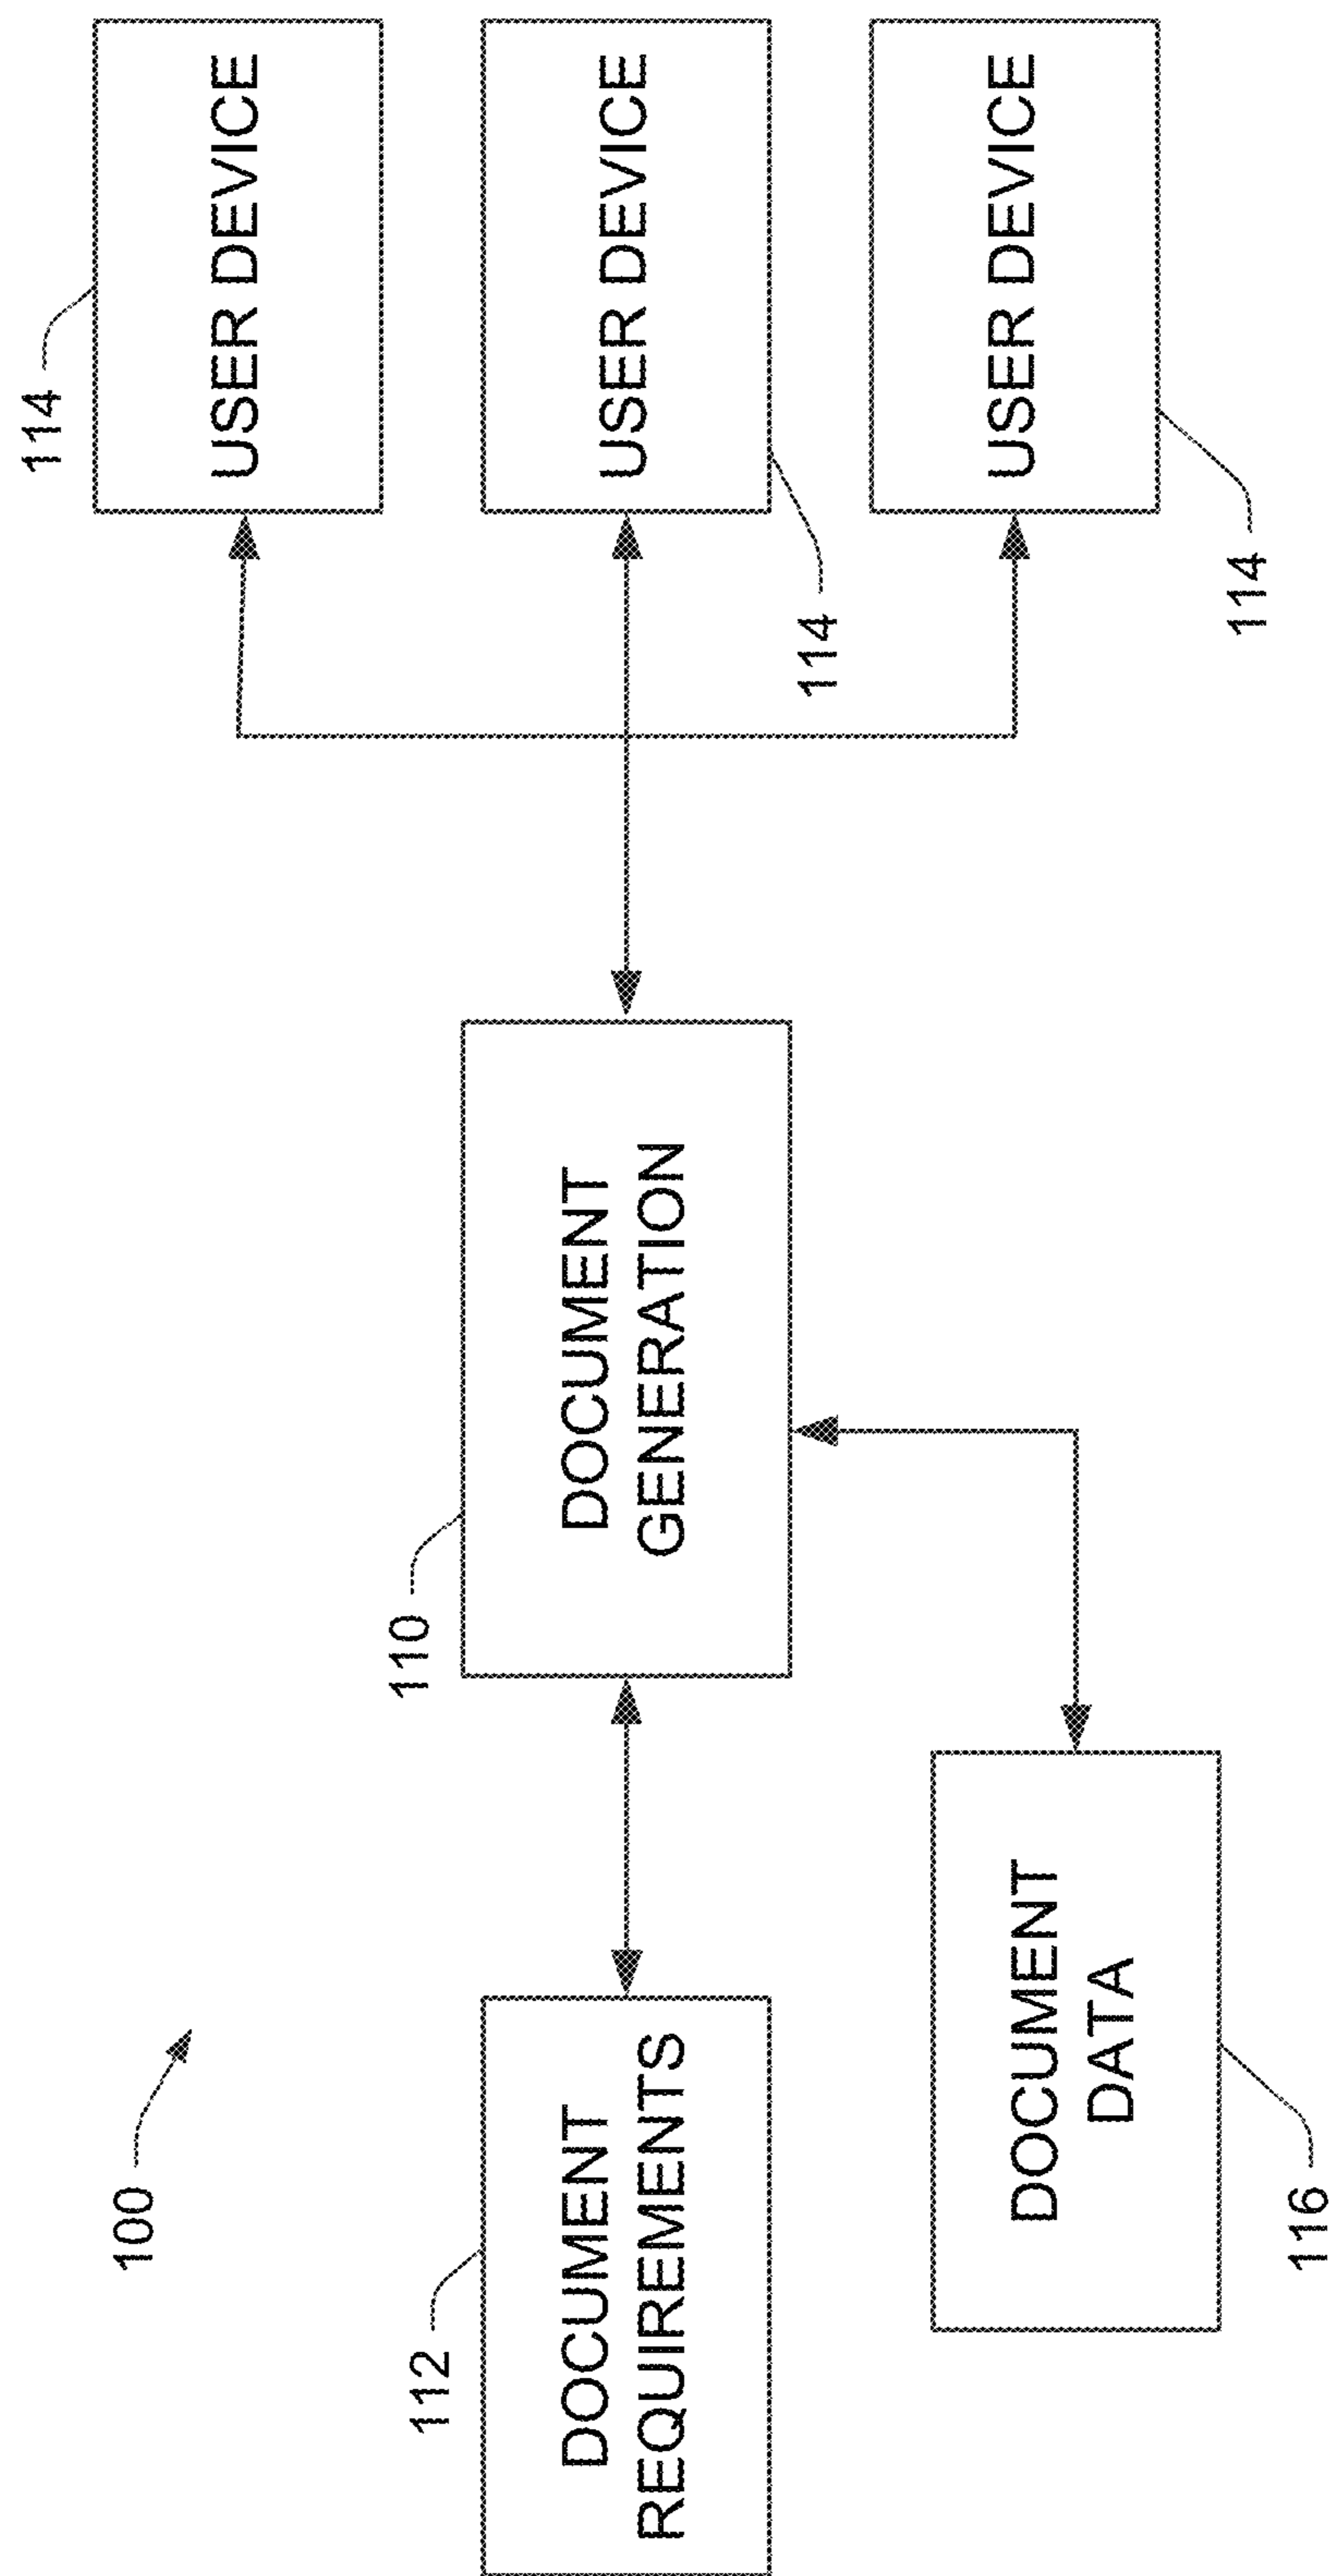 100
112
DOCUMENT
REQUIREMENTS
110
DOCUMENT
GENERATION
114
USER DEVICE
USER DEVICE
114
USER DEVICE
114
DOCUMENT
DATA
116